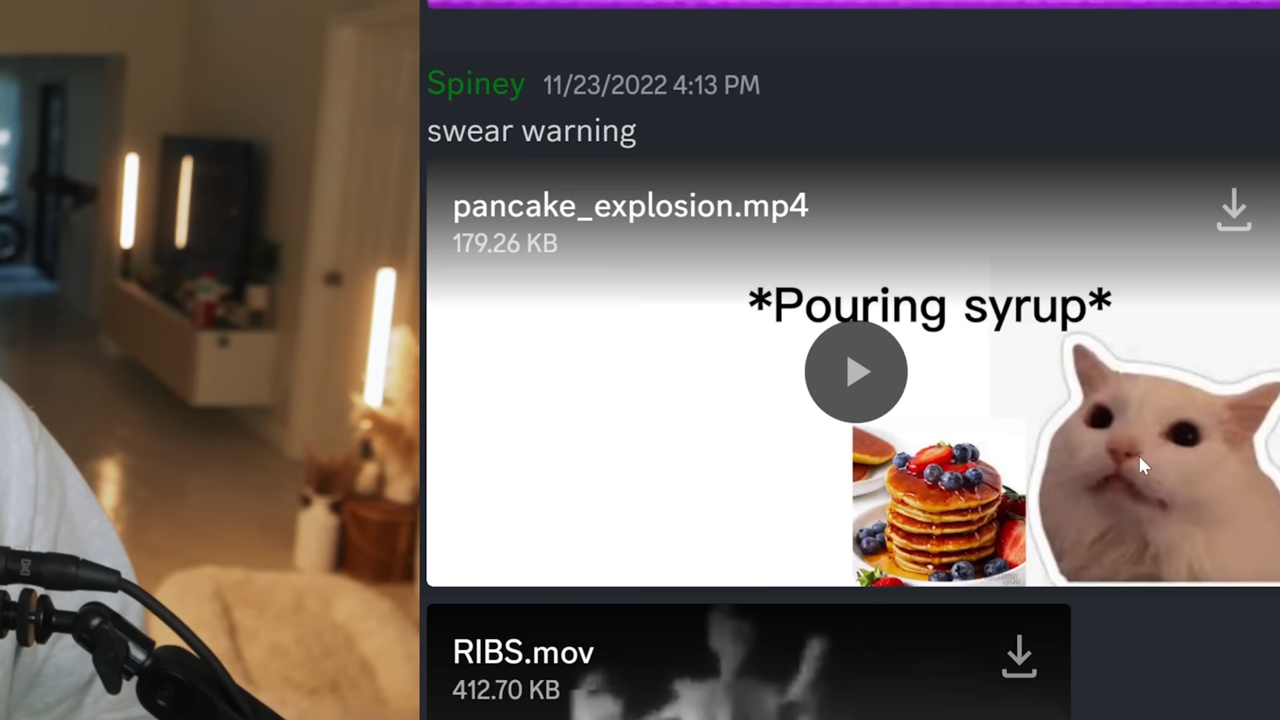 Spiney 11/23/2022 4:13 PM
swear warning
pancake_explosion.mp4
179.26 KB
*Pouring syrup*
RIBS.mov
412.70 KB